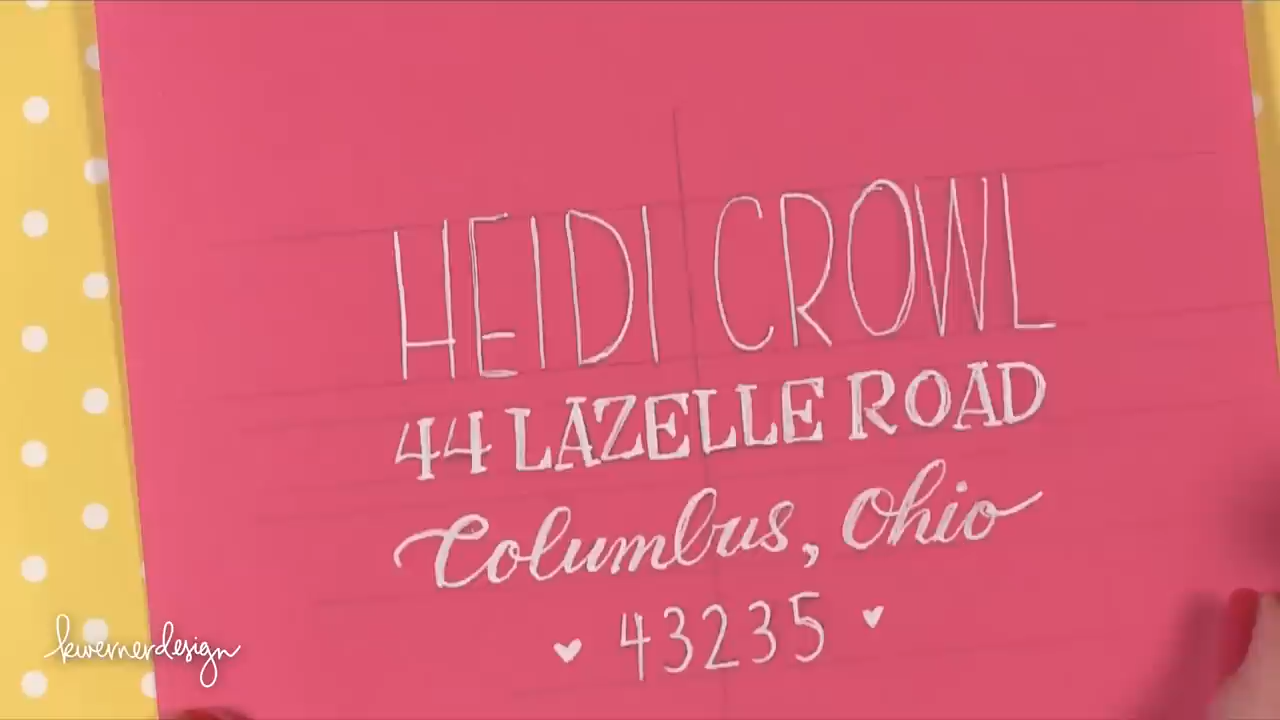 HEIDI CROWL
44 LAZELLE ROAD
Columbus, Ohio
43235
kwernerdesign